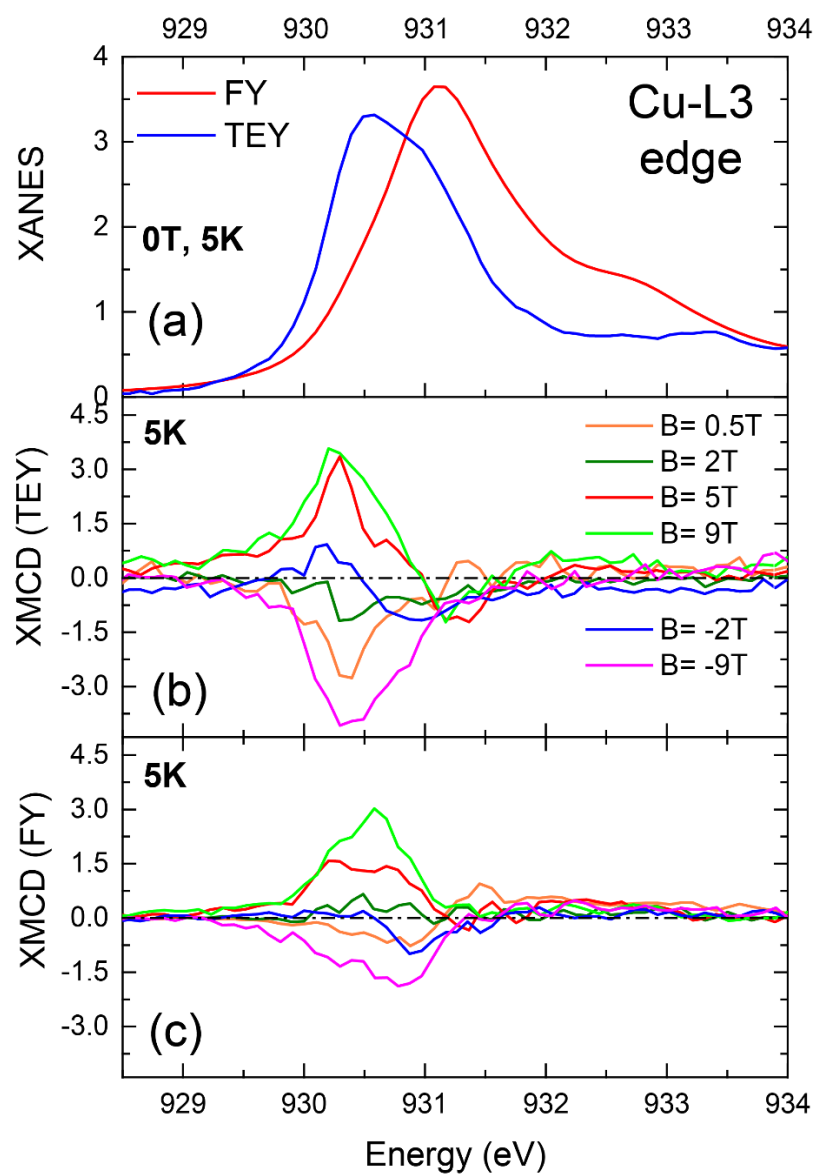 929 930 931 932 933 934
4
3
2
1
0
XANES
FY
TEY
Cu-L3
edge
0T, 5K
(a)
4.5
3.0
1.5
0.0
-1.5
-3.0
XMCD (TEY)
5K
B= 0.5T
B= 2T
B= 5T
B= 9T
B= -2T
B= -9T
(b)
4.5
3.0
1.5
0.0
-1.5
-3.0
XMCD (FY)
5K
(c)
929 930 931 932 933 934
Energy (eV)